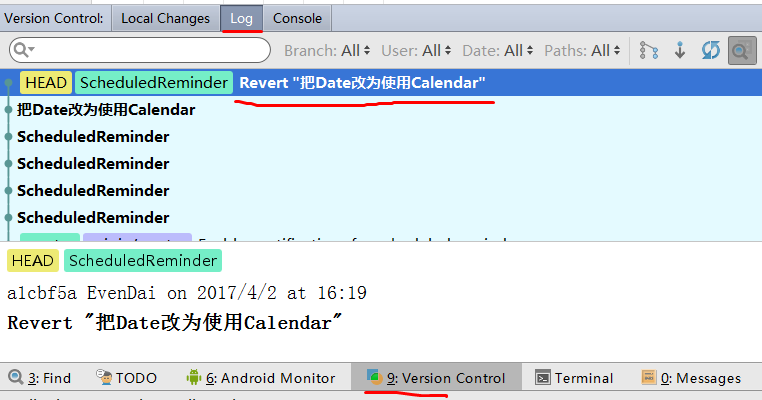 Version Control: Local Changes Log Console
Branch: All User: All Date: All Paths: All
HEAD ScheduledReminder Revert "把Date改为使用Calendar"
把Date改为使用Calendar
ScheduledReminder
ScheduledReminder
ScheduledReminder
ScheduledReminder
HEAD ScheduledReminder
a1cbf5a EvenDai on 2017/4/2 at 16:19
Revert "把Date改为使用Calendar"
3: Find TODO 6: Android Monitor 9: Version Control Terminal 0: Messages